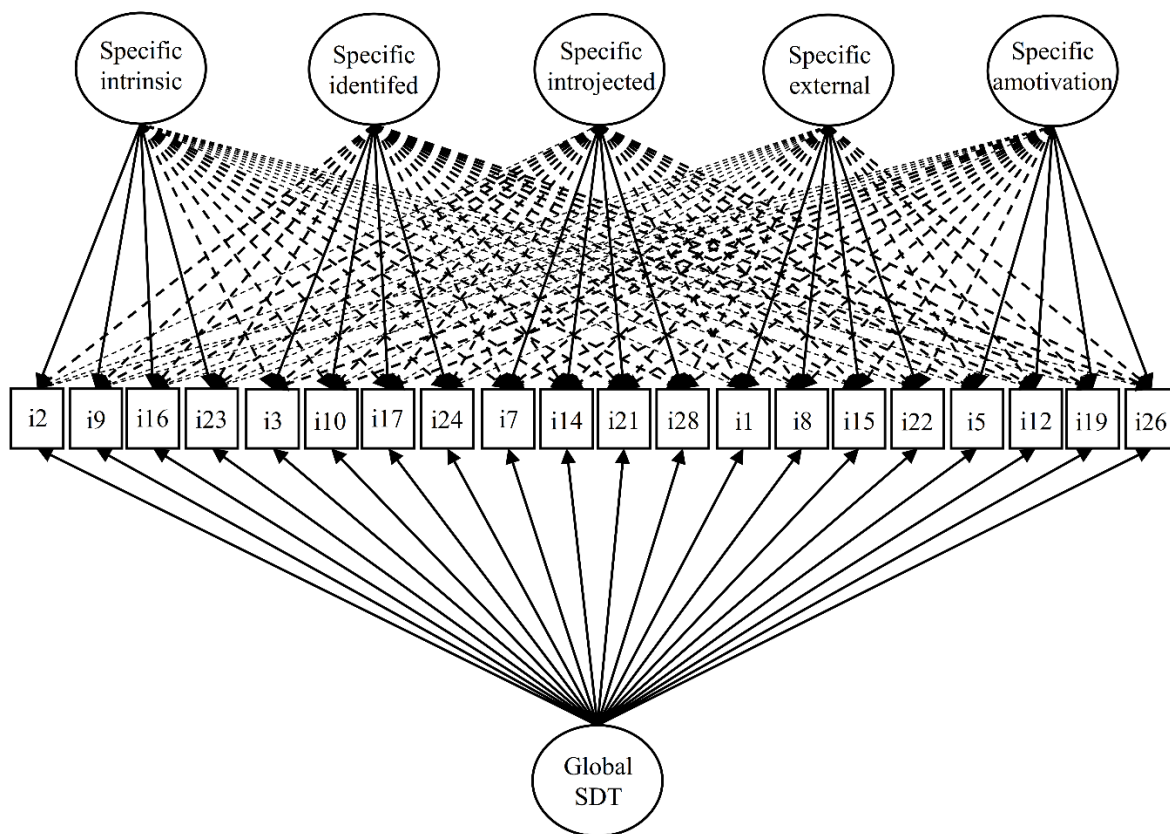 Specific
intrinsic
Specific
identifed
Specific
introjected
Specific
external
Specific
amotivation
i2 i9 i16 i23 i3 i10 i17 i24 i7 i14 i21 i28 i1 i8 i15 i22 i5 i12 i19 i26
Global
SDT